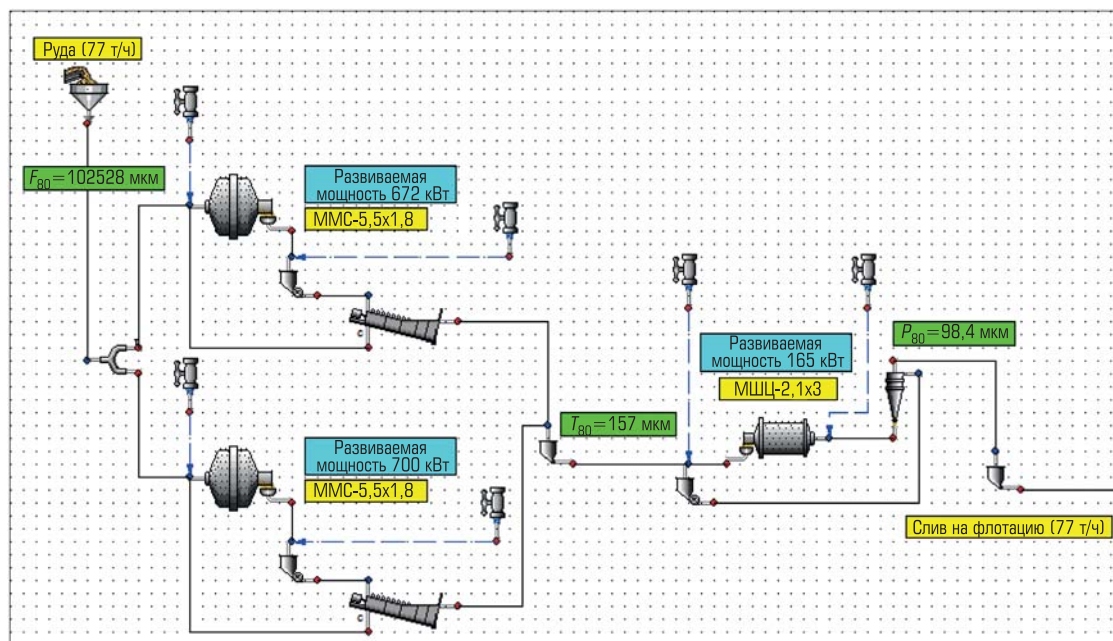 Руда (77 т/ч)
F80=102528 мкм
Развиваемая
мощность 672 кВт
ММС-5,5х1,8
с
Развиваемая
мощность 165 кВт
МШЦ-2,1х3
P80=98,4 мкм
T80=157 мкм
Развиваемая
мощность 700 кВт
ММС-5,5х1,8
Слив на флотацию (77 т/ч)
с